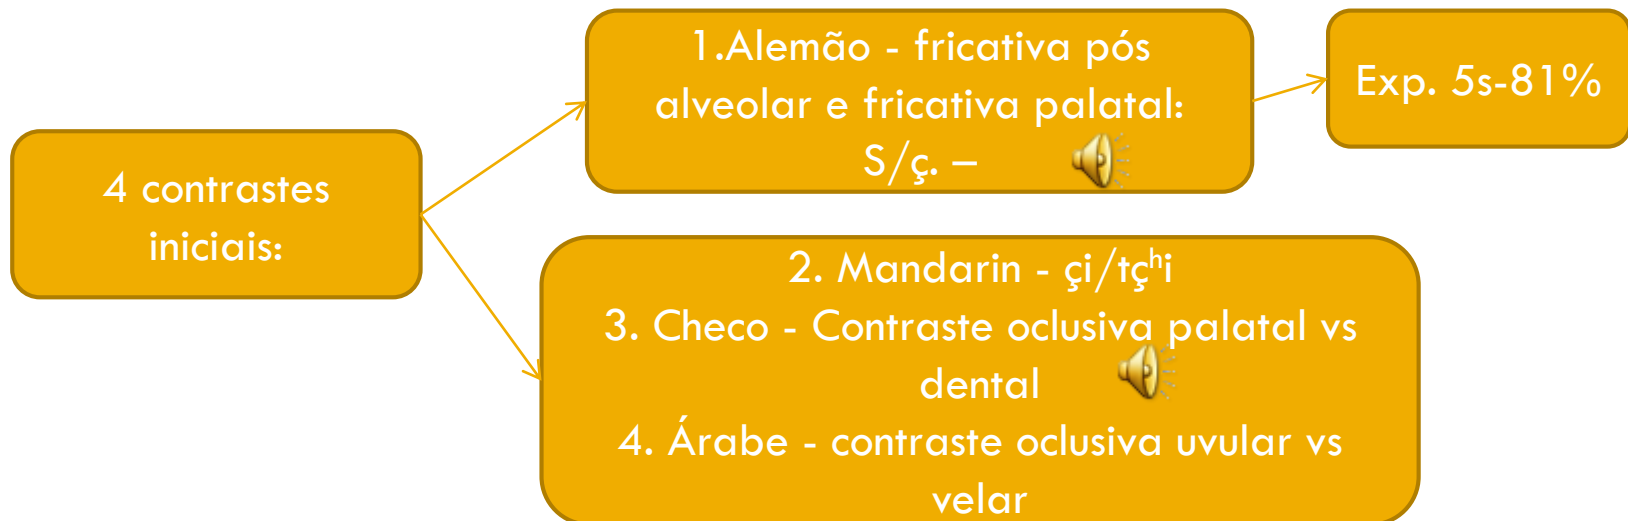 4 contrastes
iniciais:
1.Alemão - fricativa pós
alveolar e fricativa palatal:
S/ç. –
Exp. 5s-81%
2. Mandarin - çi/tçʰi
3. Checo - Contraste oclusiva palatal vs
dental
4. Árabe - contraste oclusiva uvular vs
velar